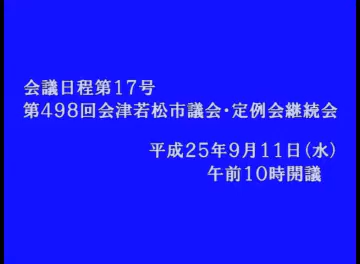 会議日程第17号
第498回会津若松市議会・定例会継続会
平成25年9月11日(水)
午前10時開議